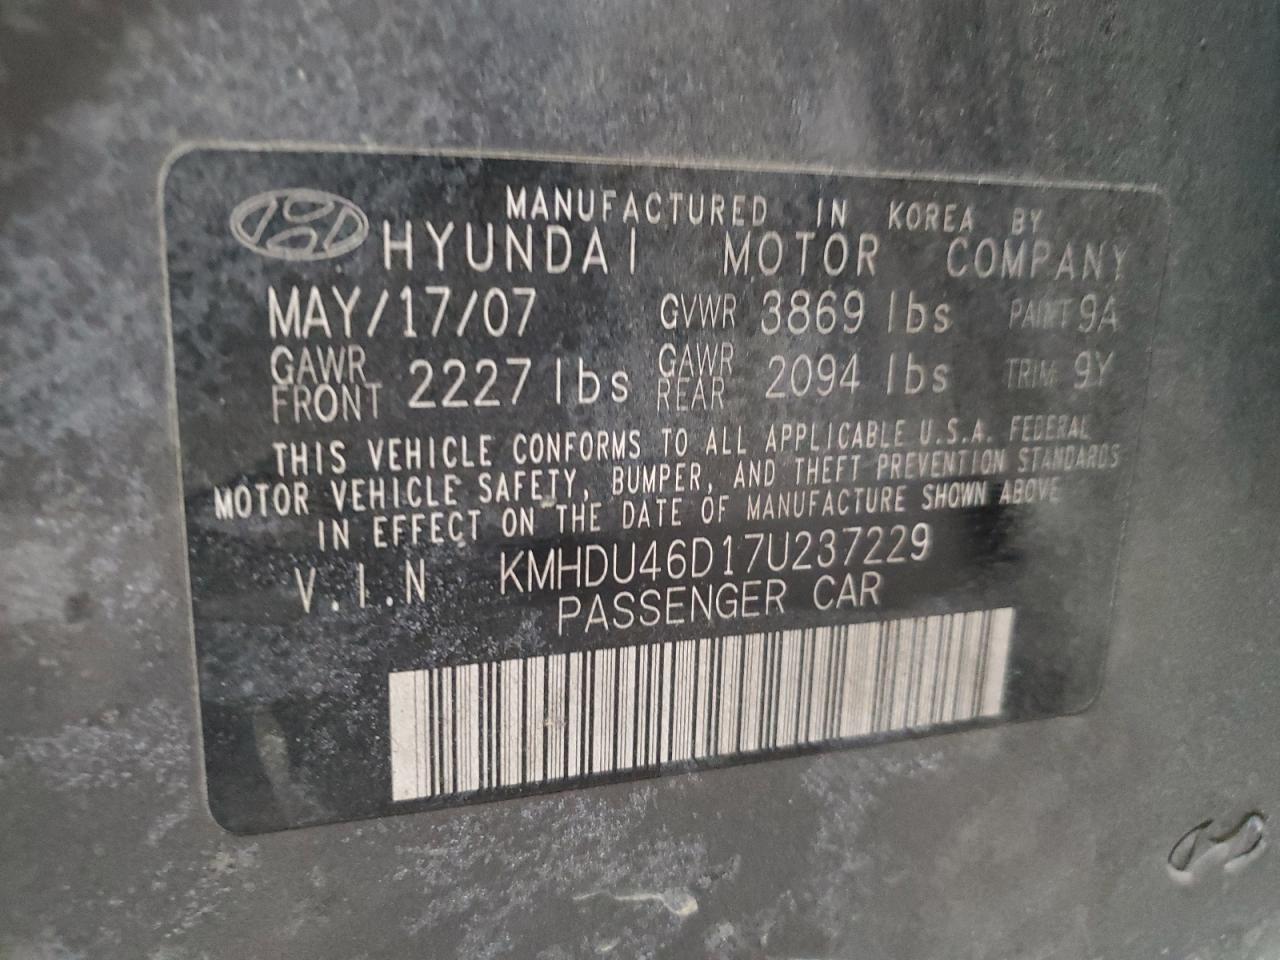 MANUFACTURED IN KOREA BY
HYUNDAI MOTOR COMPANY
MAY/17/07 GVWR 3869 lbs PAINT 9A
GAWR FRONT 2227 lbs GAWR REAR 2094 lbs TRIM 9Y
THIS VEHICLE CONFORMS TO ALL APPLICABLE U.S.A. FEDERAL
MOTOR VEHICLE SAFETY, BUMPER, AND THEFT PREVENTION STANDARDS
IN EFFECT ON THE DATE OF MANUFACTURE SHOWN ABOVE
V.I.N KMHDU46D17U237229
PASSENGER CAR